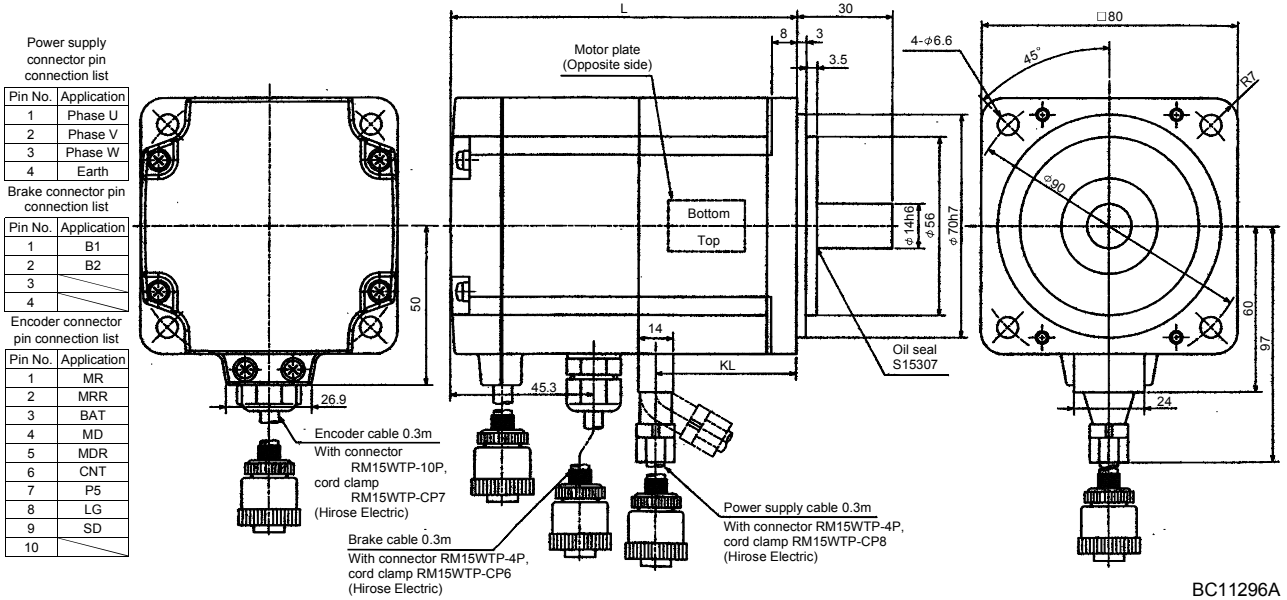 Power supply
connector pin
connection list
Pin No. Application
1 Phase U
2 Phase V
3 Phase W
4 Earth
Brake connector pin
connection list
Pin No. Application
1 B1
2 B2
3
4
Encoder connector
pin connection list
Pin No. Application
1 MR
2 MRR
3 BAT
4 MD
5 MDR
6 CNT
7 P5
8 LG
9 SD
10
50
26.9
Encoder cable 0.3m
With connector
RM15WTP-10P,
cord clamp
RM15WTP-CP7
(Hirose Electric)
L
30
8
3
3.5
Motor plate
(Opposite side)
Bottom
Top
φ14h6
φ56
φ70h7
14
KL
45.3
Oil seal
S15307
Brake cable 0.3m
With connector RM15WTP-4P,
cord clamp RM15WTP-CP6
(Hirose Electric)
Power supply cable 0.3m
With connector RM15WTP-4P,
cord clamp RM15WTP-CP8
(Hirose Electric)
□80
4-φ6.6
45°
R7
φ90
60
97
24
BC11296A